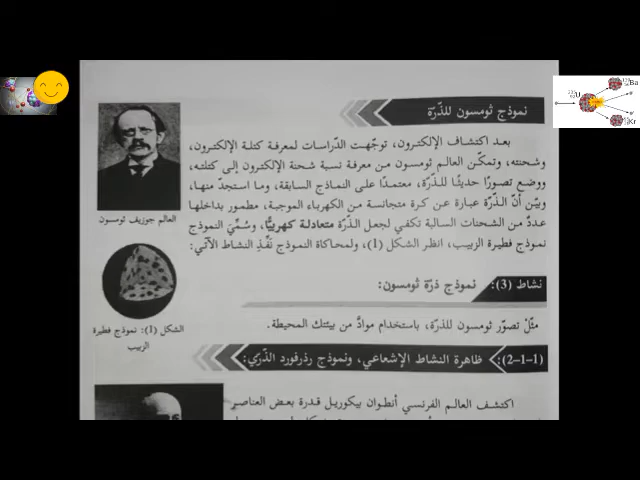 نموذج ثومسون للذّرّة
بعد اكتشاف الإلكترون، توجّهت الدّراسات لمعرفة كتلة الإلكترون،
وشحنته، وتمكّن العالم ثومسون من معرفة نسبة شحنة الإلكترون إلى كتلته،
ووضع تصورًا حديثًا للذّرّة، معتمدًا على النماذج السابقة، وما استجدّ منها،
وبيّن أنّ الذّرّة عبارة عن كرة متجانسة من الكهرباء الموجبة، مطمور بداخلها
عددٌ من الشحنات السالبة تكفي لجعل الذّرّة متعادلة كهربيًّا، وسُمّيَ النموذج
نموذج فطيرة الزبيب، انظر الشكل (1)، ولمحاكاة النموذج نَفِّذِ النشاط الآتي:
العالم جوزيف ثومسون
الشكل (1): نموذج فطيرة
الزبيب
نشاط (3): نموذج ذرّة ثومسون:
مثّلْ تصوّر ثومسون للذرّة، باستخدام موادَّ من بيئتك المحيطة.
(2-1-1): ظاهرة النشاط الإشعاعي، ونموذج رذرفورد الذّرّي:
اكتشف العالم الفرنسي أنطوان بيكوريل قدرة بعض العناصر
U
Ba
Kr